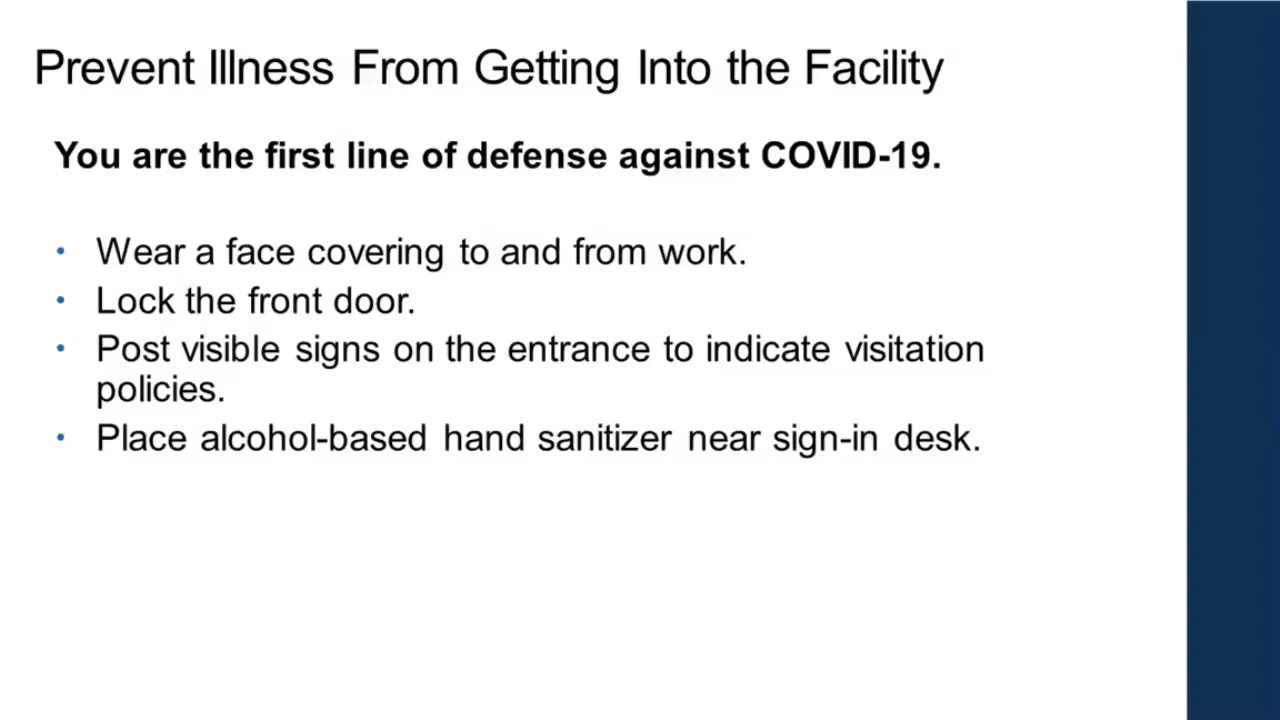 Prevent Illness From Getting Into the Facility
You are the first line of defense against COVID-19.
• Wear a face covering to and from work.
• Lock the front door.
• Post visible signs on the entrance to indicate visitation
policies.
• Place alcohol-based hand sanitizer near sign-in desk.